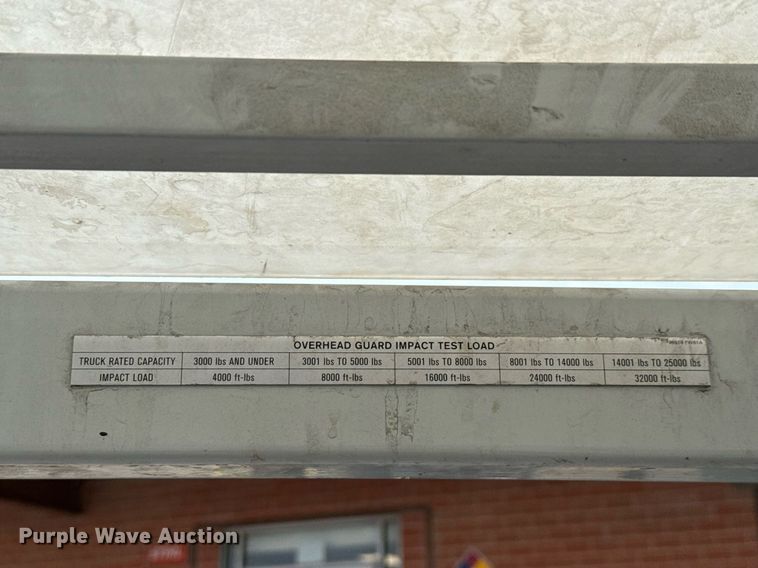 OVERHEAD GUARD IMPACT TEST LOAD
TRUCK RATED CAPACITY 3000 lbs AND UNDER 3001 lbs TO 5000 lbs 5001 lbs TO 8000 lbs 8001 lbs TO 14000 lbs 14001 lbs TO 25000 lbs
IMPACT LOAD 4000 ft-lbs 8000 ft-lbs 16000 ft-lbs 24000 ft-lbs 32000 ft-lbs
Purple Wave Auction